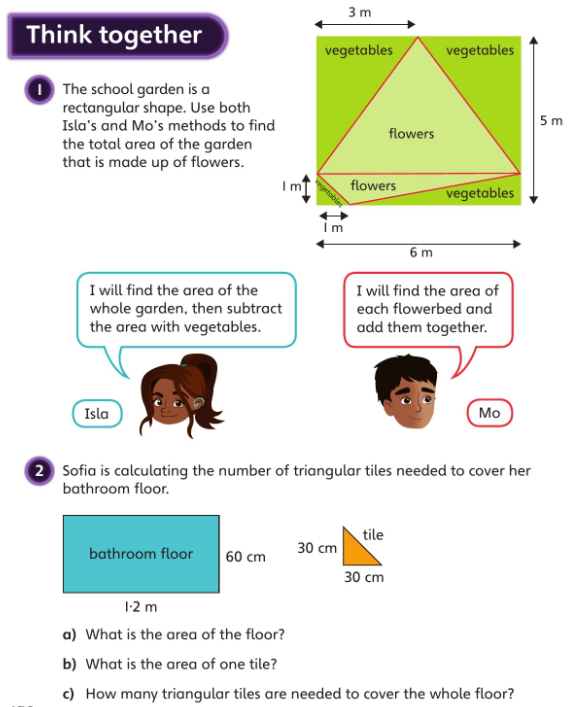 Think together
1 The school garden is a
rectangular shape. Use both
Isla's and Mo's methods to find
the total area of the garden
that is made up of flowers.
3 m
vegetables vegetables
flowers
5 m
1 m
vegetables
flowers
vegetables
1 m
6 m
I will find the area of the
whole garden, then subtract
the area with vegetables.
Isla
I will find the area of
each flowerbed and
add them together.
Mo
2 Sofia is calculating the number of triangular tiles needed to cover her
bathroom floor.
bathroom floor
60 cm
1·2 m
30 cm
tile
30 cm
a) What is the area of the floor?
b) What is the area of one tile?
c) How many triangular tiles are needed to cover the whole floor?